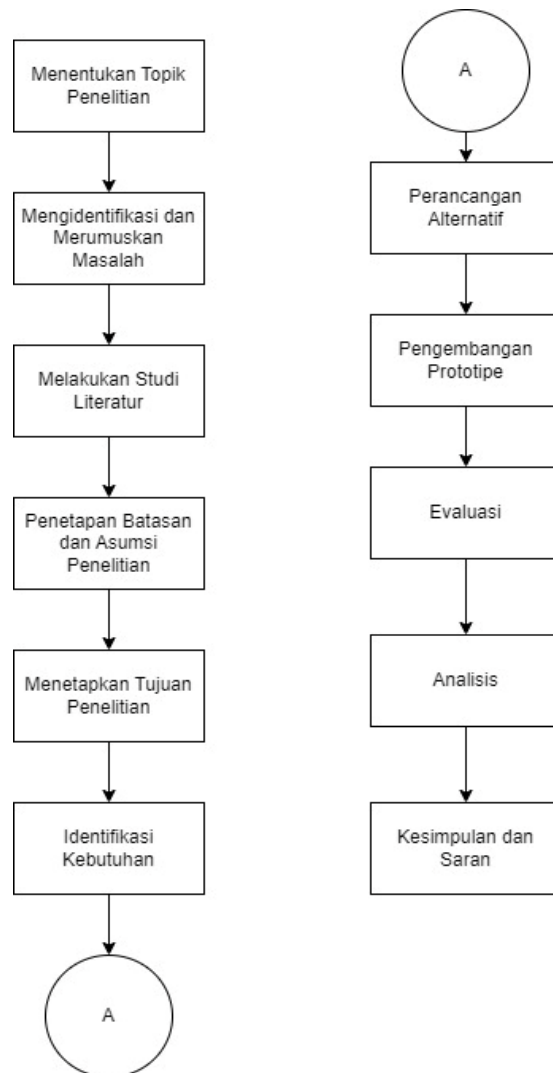 Menentukan Topik
Penelitian
Mengidentifikasi dan
Merumuskan
Masalah
Melakukan Studi
Literatur
Penetapan Batasan
dan Asumsi
Penelitian
Menetapkan Tujuan
Penelitian
Identifikasi
Kebutuhan
A
A
Perancangan
Alternatif
Pengembangan
Prototipe
Evaluasi
Analisis
Kesimpulan dan
Saran